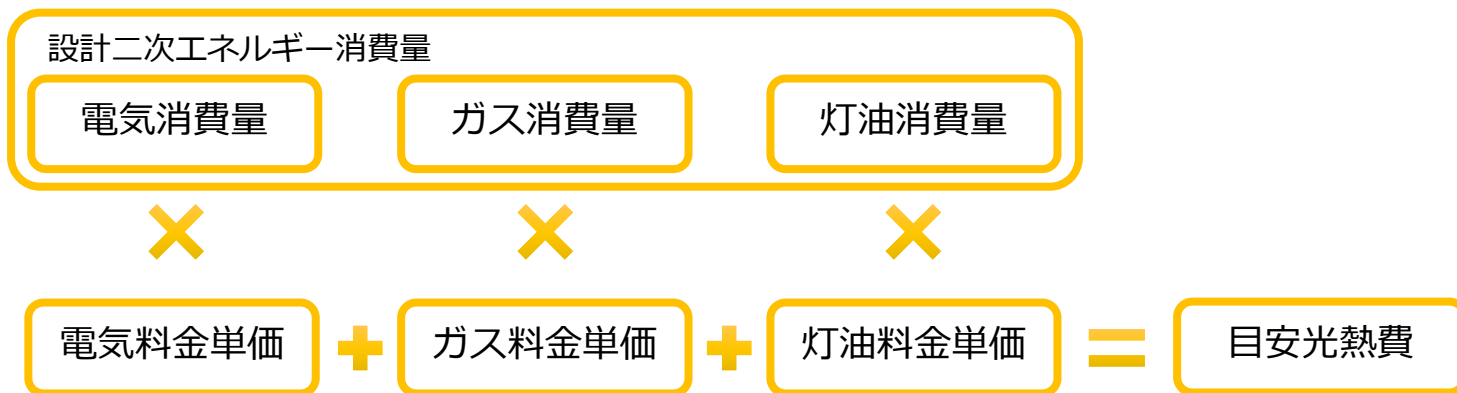 設計二次エネルギー消費量
電気消費量 ガス消費量 灯油消費量
× × ×
電気料金単価 + ガス料金単価 + 灯油料金単価 = 目安光熱費